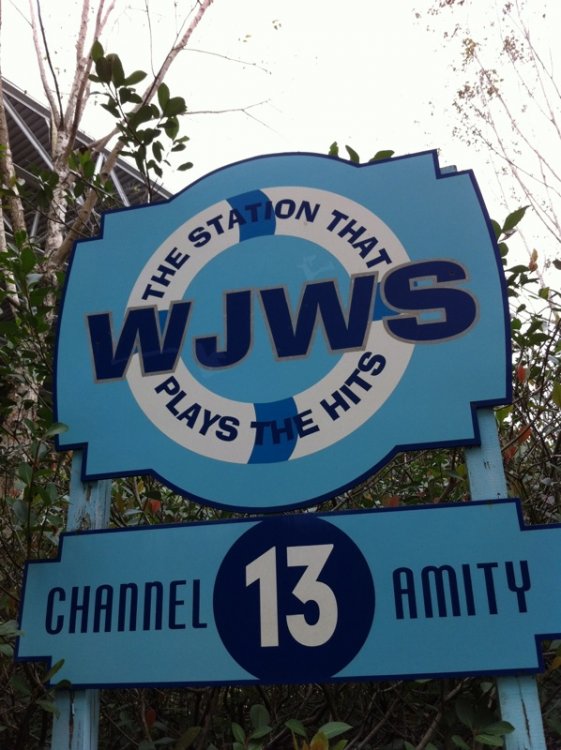 THE STATION THAT
WJWS
PLAYS THE HITS
CHANNEL 13 AMITY